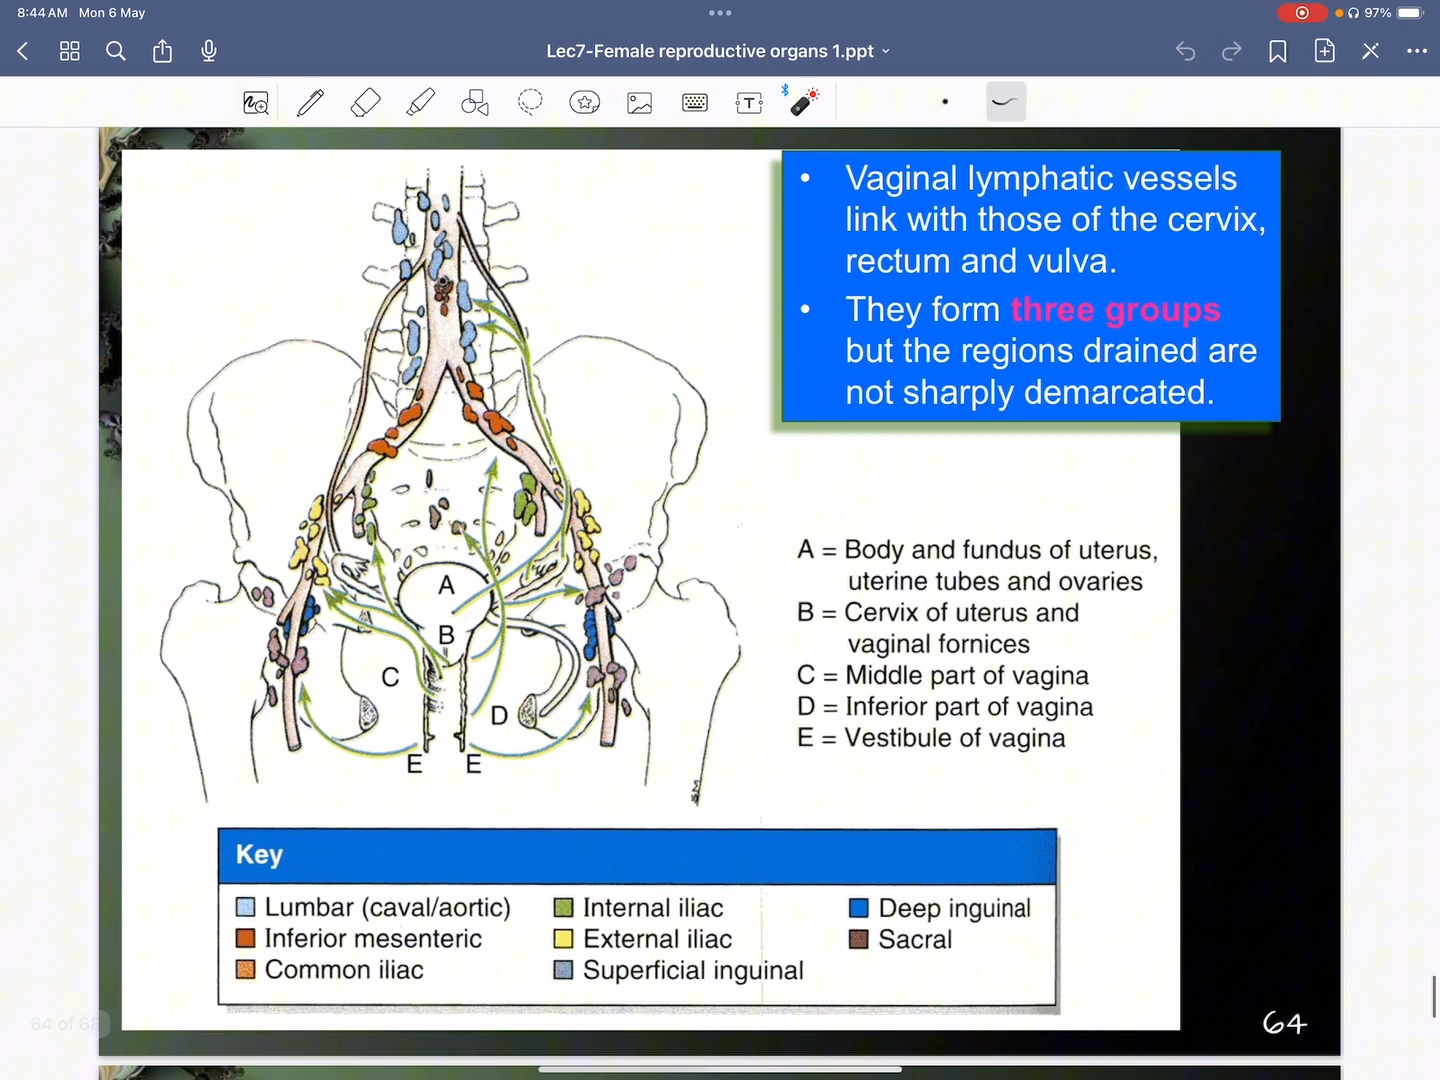 8:44 AM Mon 6 May
97%
Lec7-Female reproductive organs 1.ppt
T
• Vaginal lymphatic vessels
link with those of the cervix,
rectum and vulva.
• They form three groups
but the regions drained are
not sharply demarcated.
A
B
C
D
E E
SM
A = Body and fundus of uterus,
uterine tubes and ovaries
B = Cervix of uterus and
vaginal fornices
C = Middle part of vagina
D = Inferior part of vagina
E = Vestibule of vagina
Key
Lumbar (caval/aortic)
Inferior mesenteric
Common iliac
Internal iliac
External iliac
Superficial inguinal
Deep inguinal
Sacral
64 of 68
64